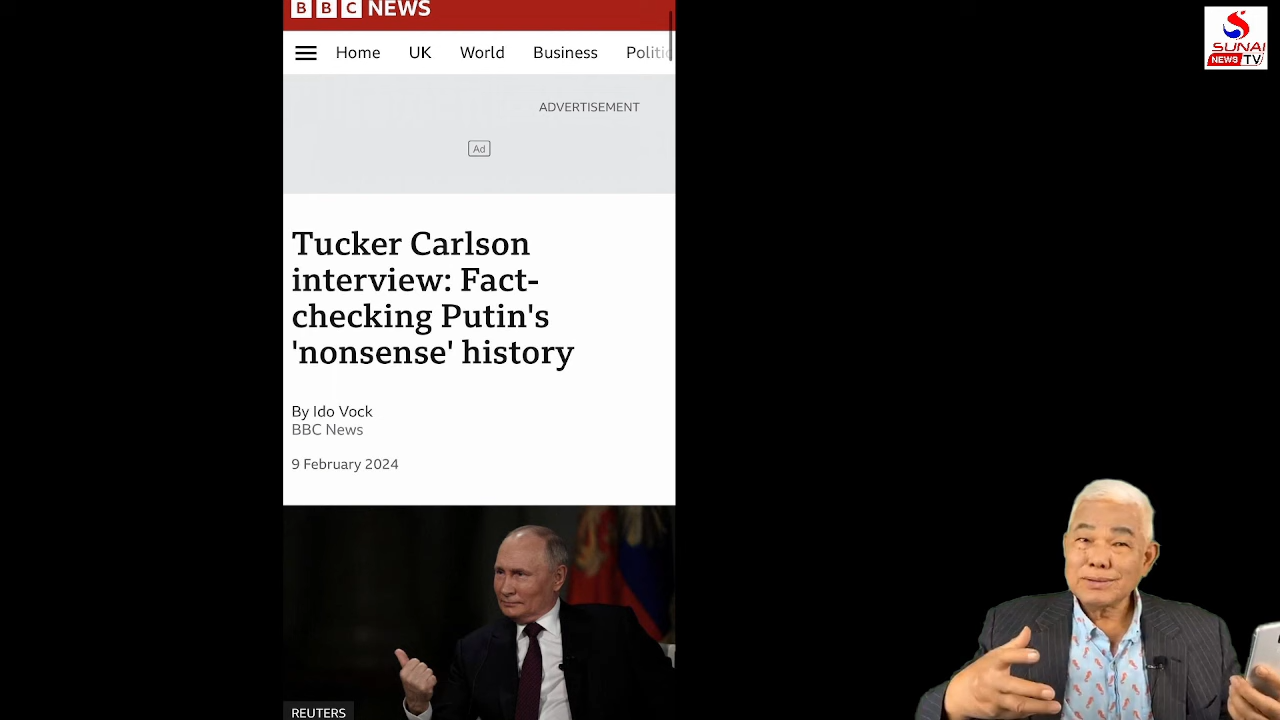 BBC NEWS
SUNAI
NEWS TV
Home UK World Business Politic
ADVERTISEMENT
Ad
Tucker Carlson
interview: Fact-
checking Putin's
'nonsense' history
By Ido Vock
BBC News
9 February 2024
REUTERS